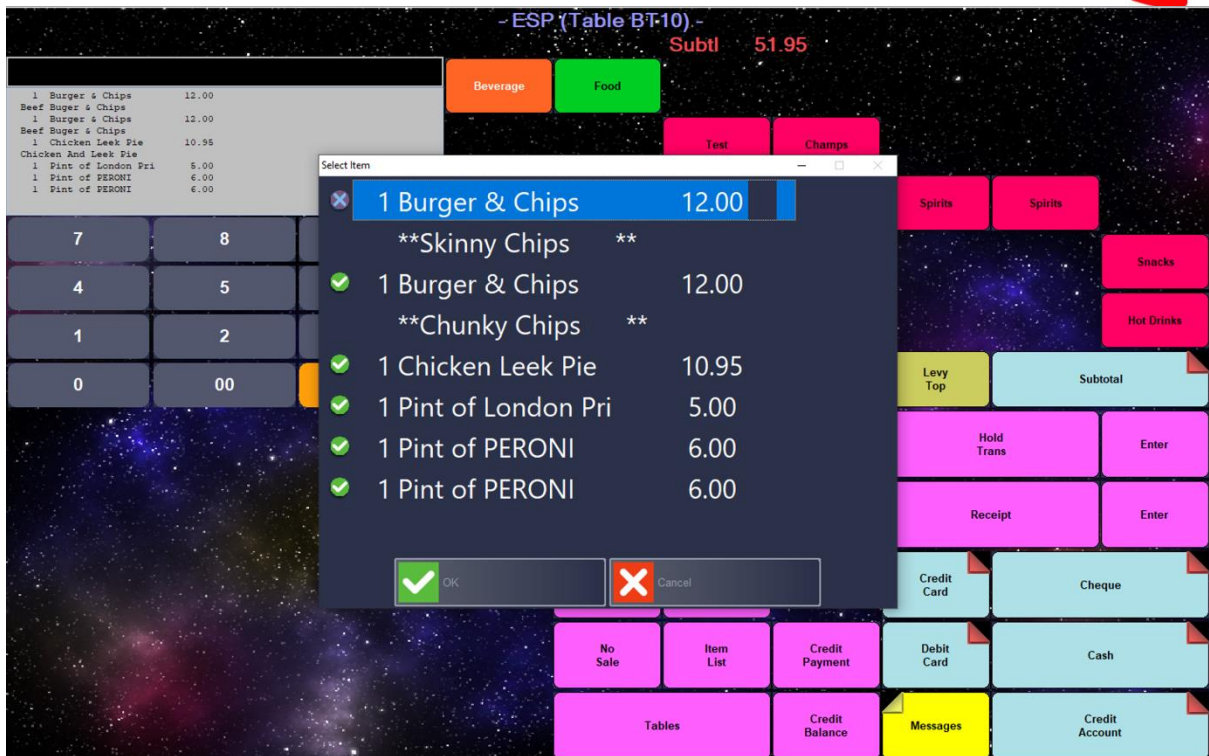 - ESP (Table BT10) -
Subtl 51.95
1 Burger & Chips 12.00
Beef Buger & Chips
1 Burger & Chips 12.00
Beef Buger & Chips
1 Chicken Leek Pie 10.95
Chicken And Leek Pie
1 Pint of London Pri 5.00
1 Pint of PERONI 6.00
1 Pint of PERONI 6.00
Beverage
Food
Test
Champs
Select Item
1 Burger & Chips 12.00
**Skinny Chips **
1 Burger & Chips 12.00
**Chunky Chips **
1 Chicken Leek Pie 10.95
1 Pint of London Pri 5.00
1 Pint of PERONI 6.00
1 Pint of PERONI 6.00
OK
Cancel
7
8
4
5
1
2
0
00
Spirits
Spirits
Snacks
Hot Drinks
Levy
Top
Subtotal
Hold
Trans
Enter
Receipt
Enter
Credit
Card
Cheque
No
Sale
Item
List
Credit
Payment
Debit
Card
Cash
Tables
Credit
Balance
Messages
Credit
Account